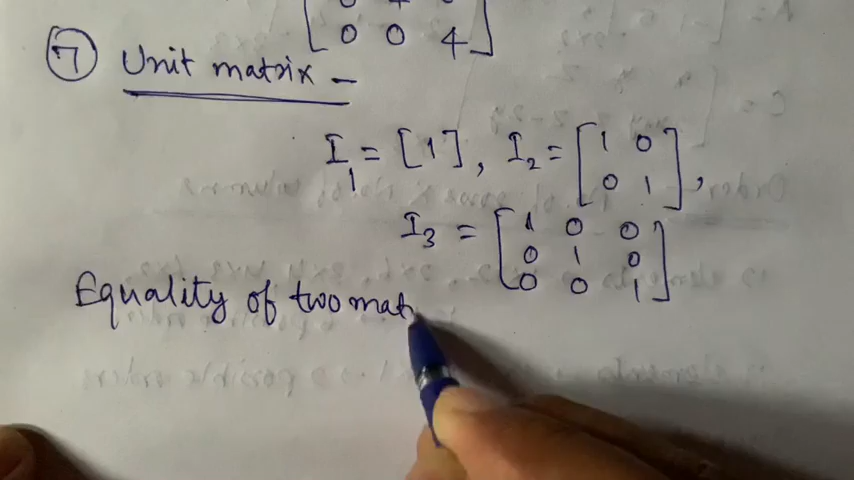 0 0 4
7 Unit matrix -
I1 = [1], I2 = [1 0
0 1],
I3 = [1 0 0
0 1 0
0 0 1]
Equality of two mat